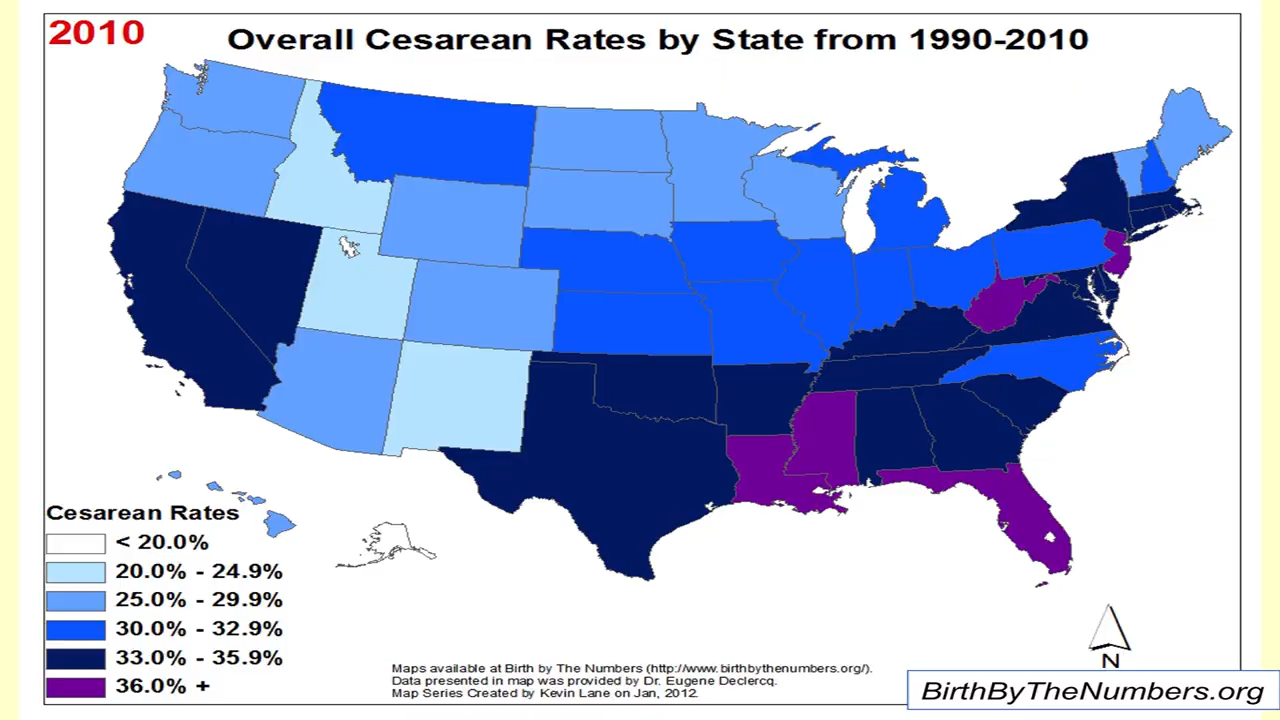 2010
Overall Cesarean Rates by State from 1990-2010
Cesarean Rates
< 20.0%
20.0% - 24.9%
25.0% - 29.9%
30.0% - 32.9%
33.0% - 35.9%
36.0% +
Maps available at Birth by The Numbers (http://www.birthbythenumbers.org/).
Data presented in map was provided by Dr. Eugene Declercq.
Map Series Created by Kevin Lane on Jan, 2012.
N
BirthByTheNumbers.org